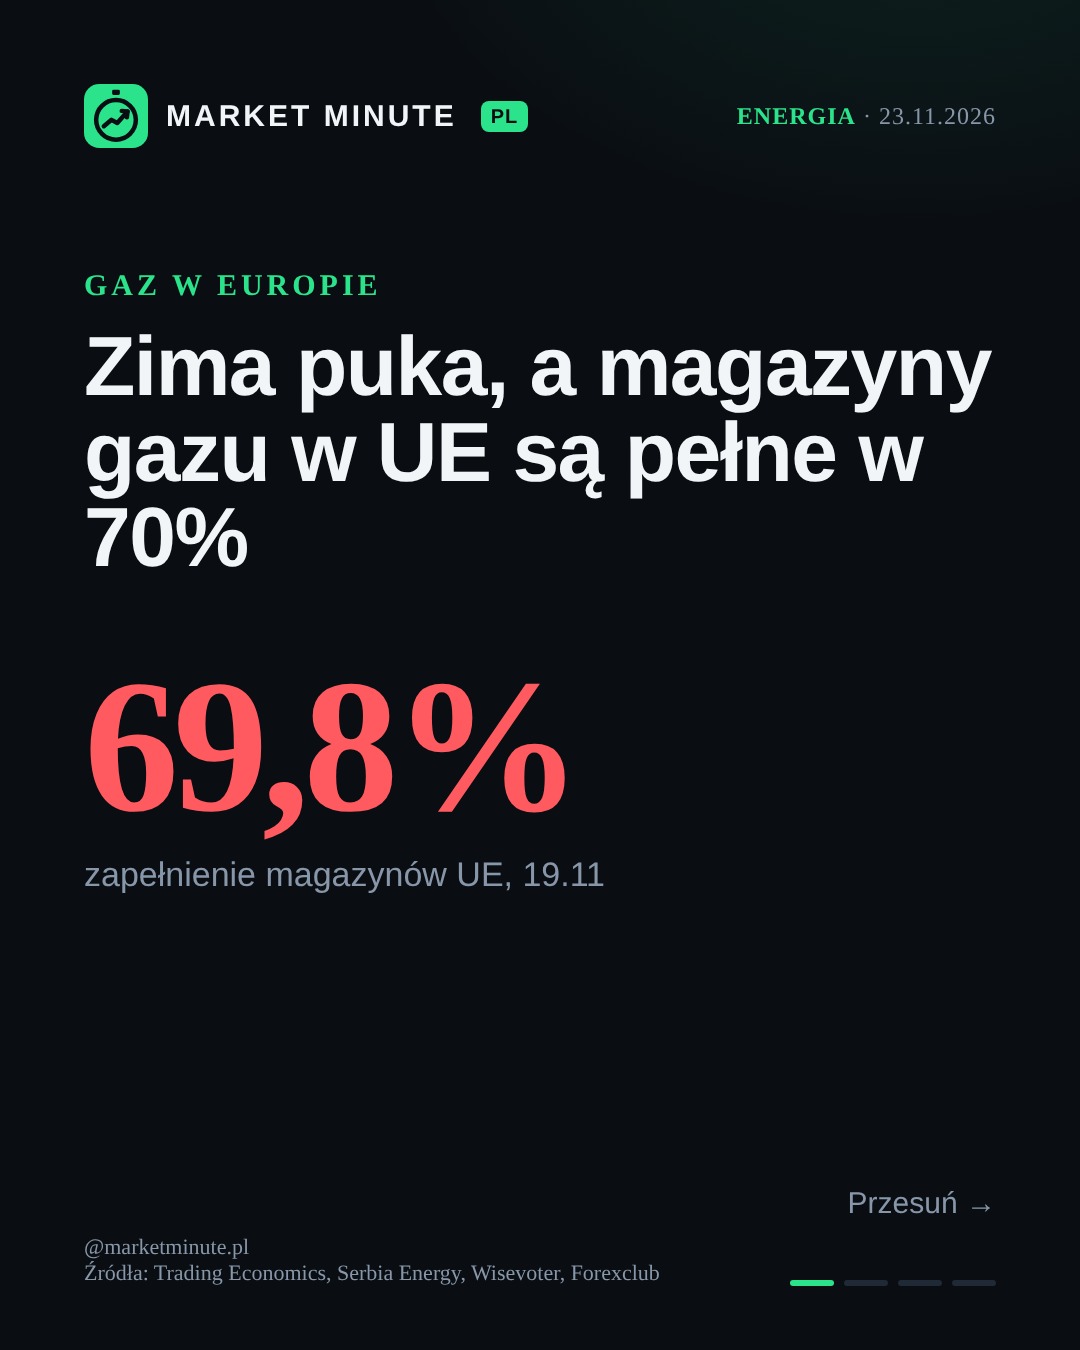 MARKET MINUTE PL
ENERGIA · 23.11.2026
GAZ W EUROPIE
Zima puka, a magazyny
gazu w UE są pełne w
70%
69,8%
zapełnienie magazynów UE, 19.11
Przesuń →
@marketminute.pl
Źródła: Trading Economics, Serbia Energy, Wisevoter, Forexclub